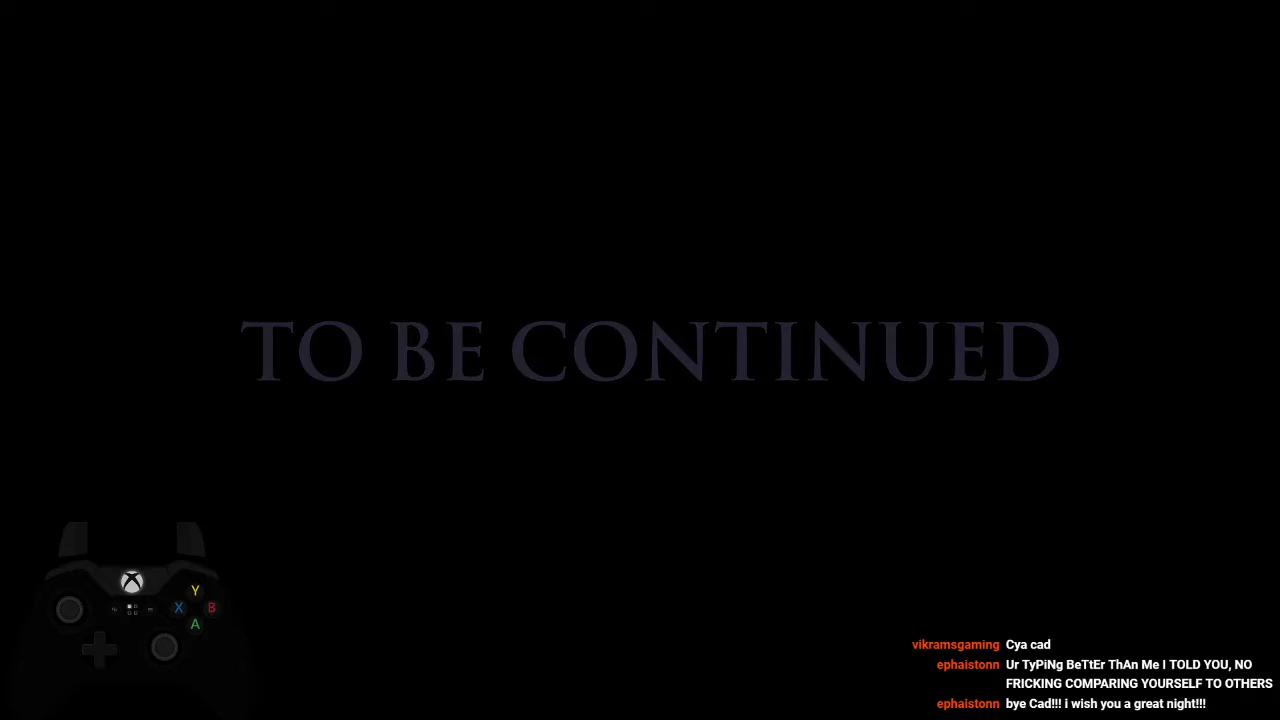 TO BE CONTINUED
Y
X B
A
vikramsgaming Cya cad
ephaistonn Ur TyPiNg BeTtEr ThAn Me I TOLD YOU, NO
FRICKING COMPARING YOURSELF TO OTHERS
ephaistonn bye Cad!!! i wish you a great night!!!